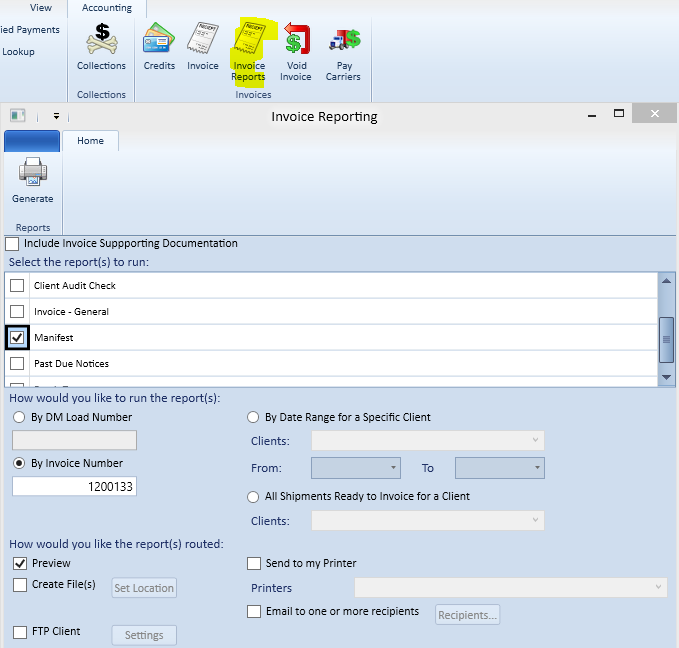 View Accounting
ied Payments
Lookup
Collections Credits Invoice Invoice Reports Void Invoice Pay Carriers
Collections Invoices
Invoice Reporting
Home
Generate
Reports
Include Invoice Suppporting Documentation
Select the report(s) to run:
Client Audit Check
Invoice - General
Manifest
Past Due Notices
How would you like to run the report(s):
By DM Load Number By Date Range for a Specific Client
Clients:
By Invoice Number From: To
1200133
All Shipments Ready to Invoice for a Client
Clients:
How would you like the report(s) routed:
Preview Send to my Printer
Create File(s) Set Location Printers
Email to one or more recipients Recipients...
FTP Client Settings